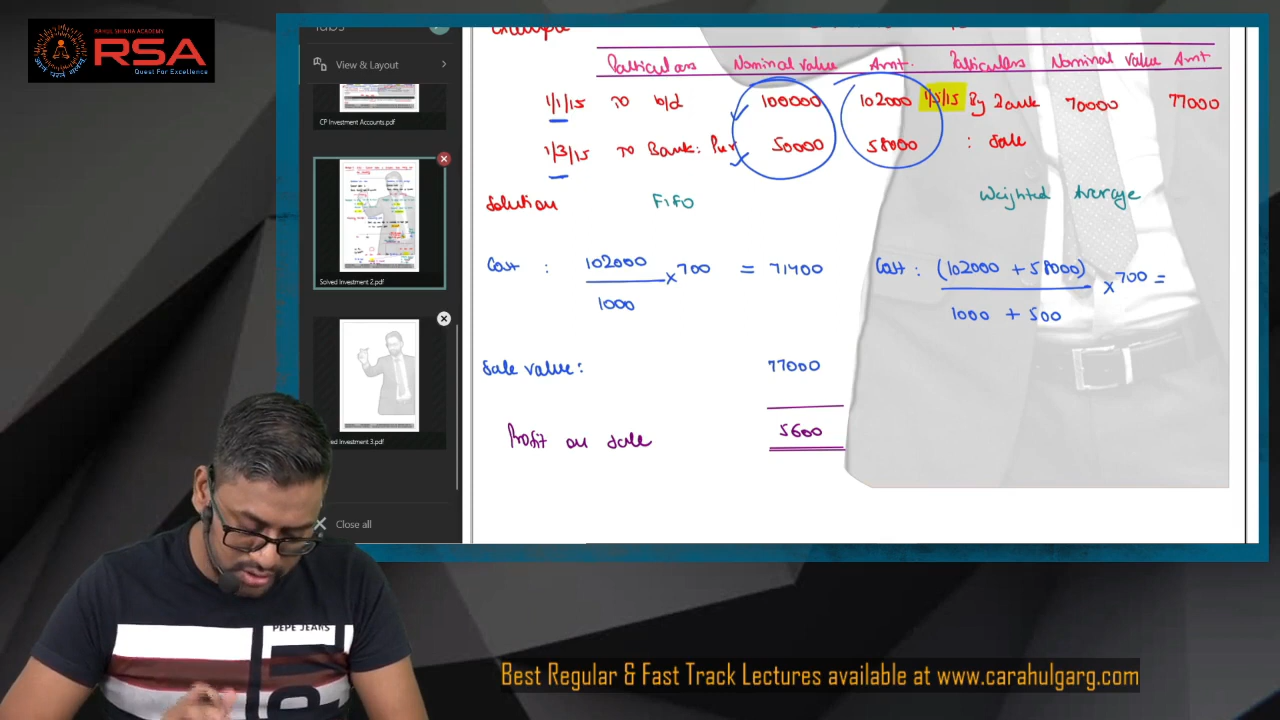 RAHUL SHIKHA ACADEMY
RSA
Quest For Excellence
Tabs
View & Layout
CP Investment Accounts.pdf
Solved Investment 2.pdf
ed Investment 3.pdf
Close all
Example
Particulars Nominal Value Amt. Particulars Nominal Value Amt
1/1/15 TO b/d 100000 102000 By Bank 70000 77000
1/3/15 TO Bank: Pur 50000 58000 : Sale
Solution FIFO Weighted Average
Cost : 102000 / 1000 × 700 = 71400 Cost : (102000 + 58000) / 1000 + 500 × 700 =
Sale value: 77000
Profit on sale 5600
PEPE JEANS
Best Regular & Fast Track Lectures available at www.carahulgarg.com